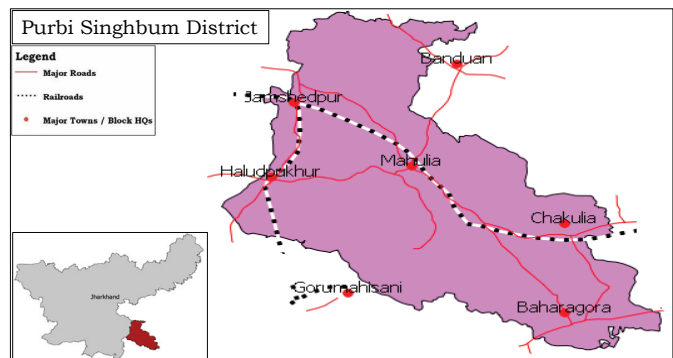 Purbi Singhbum District
Legend
Major Roads
Railroads
Major Towns / Block HQs
Banduan
Jamshedpur
Mahulia
Haludpukhur
Chakulia
Gorumahisani
Baharagora
Jharkhand